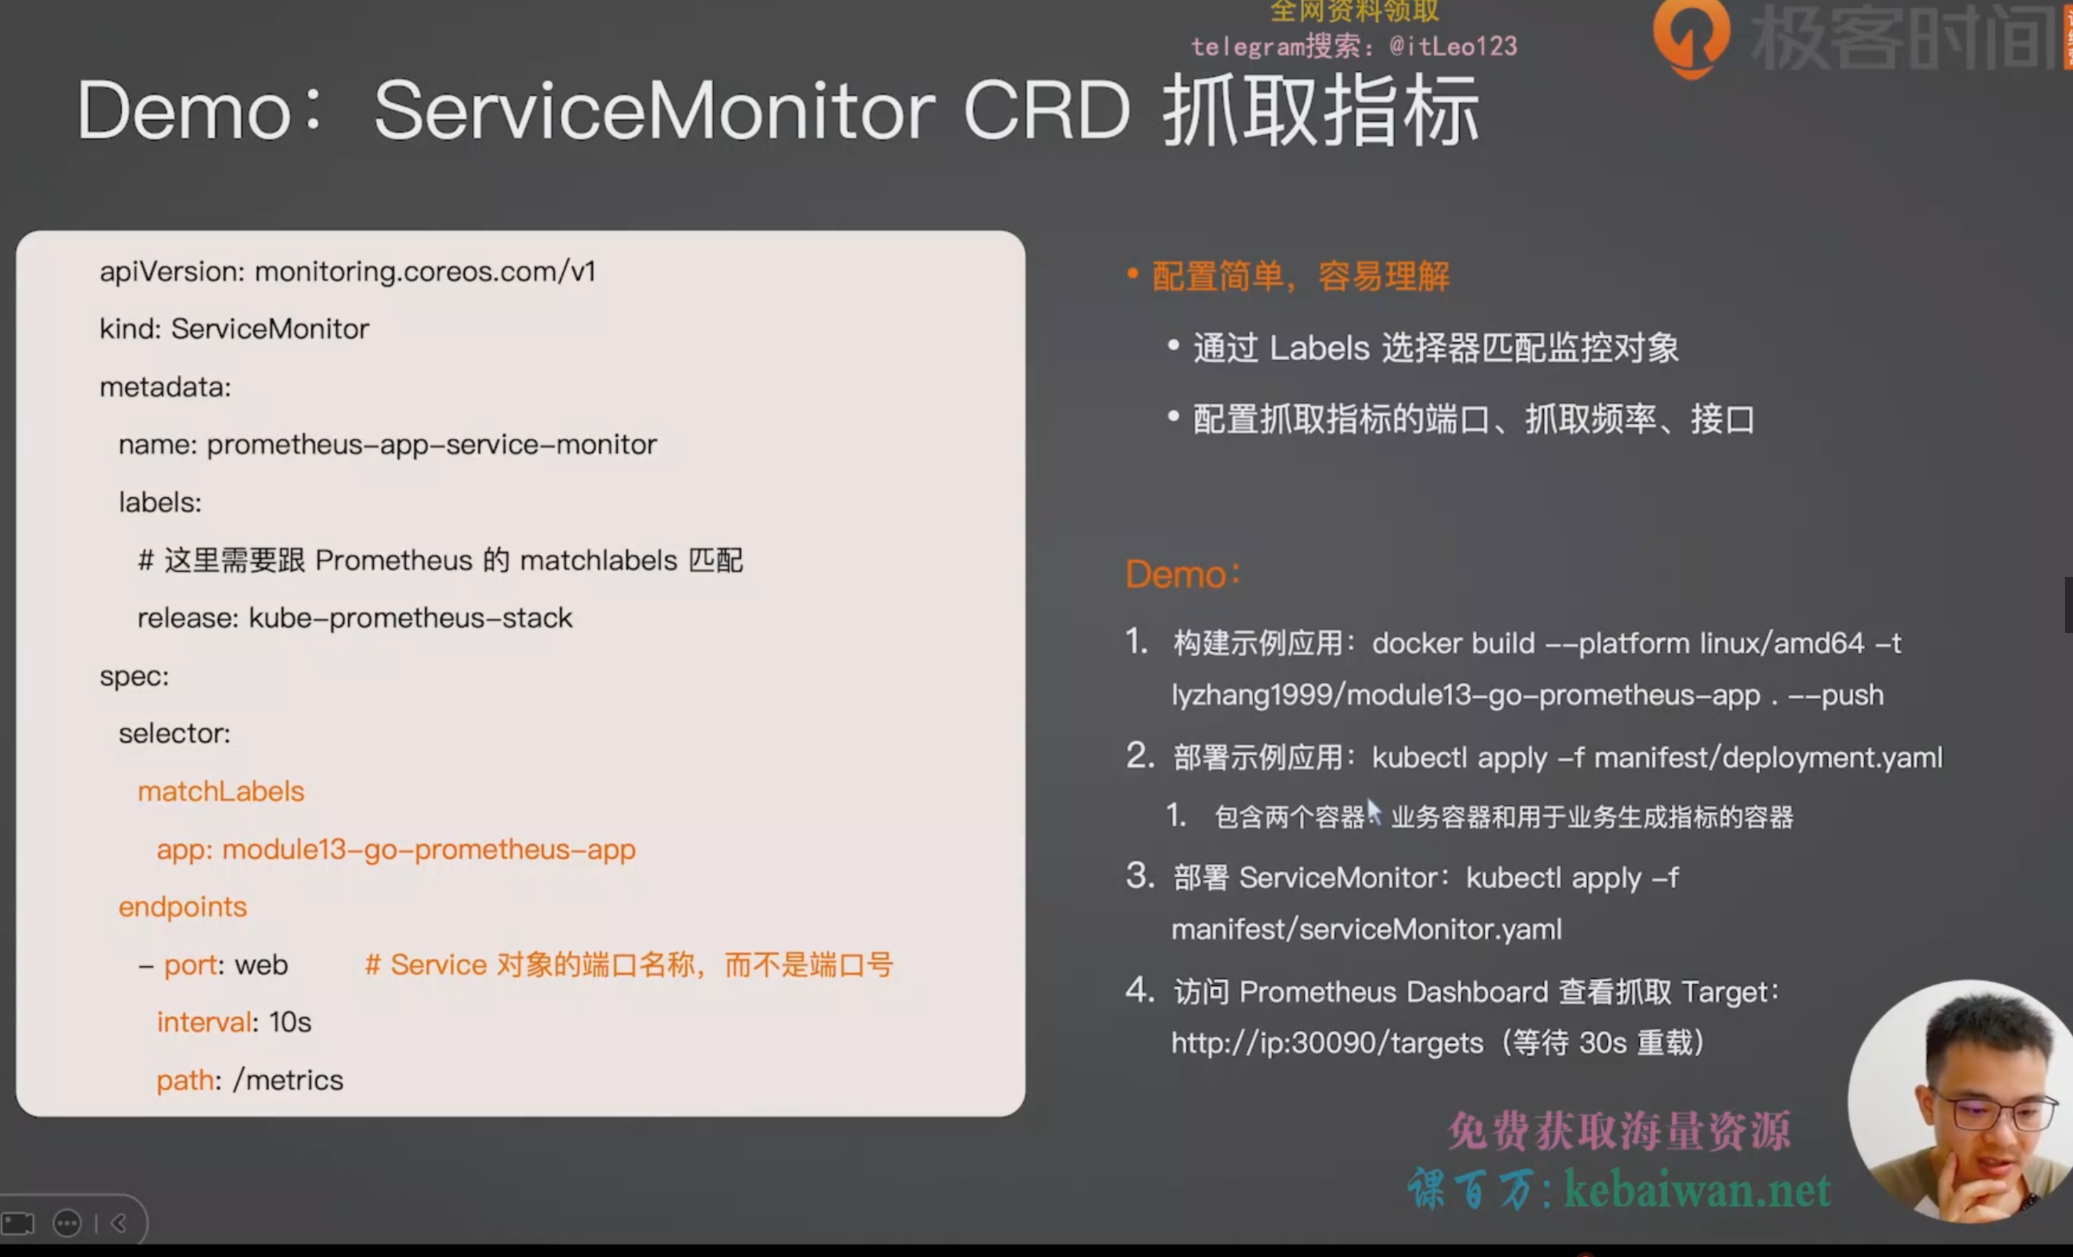 全网资料领取
telegram搜索: @itLeo123
极客时间
Demo：ServiceMonitor CRD 抓取指标
apiVersion: monitoring.coreos.com/v1
kind: ServiceMonitor
metadata:
name: prometheus-app-service-monitor
labels:
# 这里需要跟 Prometheus 的 matchlabels 匹配
release: kube-prometheus-stack
spec:
selector:
matchLabels
app: module13-go-prometheus-app
endpoints
- port: web # Service 对象的端口名称，而不是端口号
interval: 10s
path: /metrics
• 配置简单，容易理解
• 通过 Labels 选择器匹配监控对象
• 配置抓取指标的端口、抓取频率、接口
Demo：
1. 构建示例应用：docker build --platform linux/amd64 -t
lyzhang1999/module13-go-prometheus-app . --push
2. 部署示例应用：kubectl apply -f manifest/deployment.yaml
1. 包含两个容器：业务容器和用于业务生成指标的容器
3. 部署 ServiceMonitor：kubectl apply -f
manifest/serviceMonitor.yaml
4. 访问 Prometheus Dashboard 查看抓取 Target：
http://ip:30090/targets（等待 30s 重载）
免费获取海量资源
课百万: kebaiwan.net